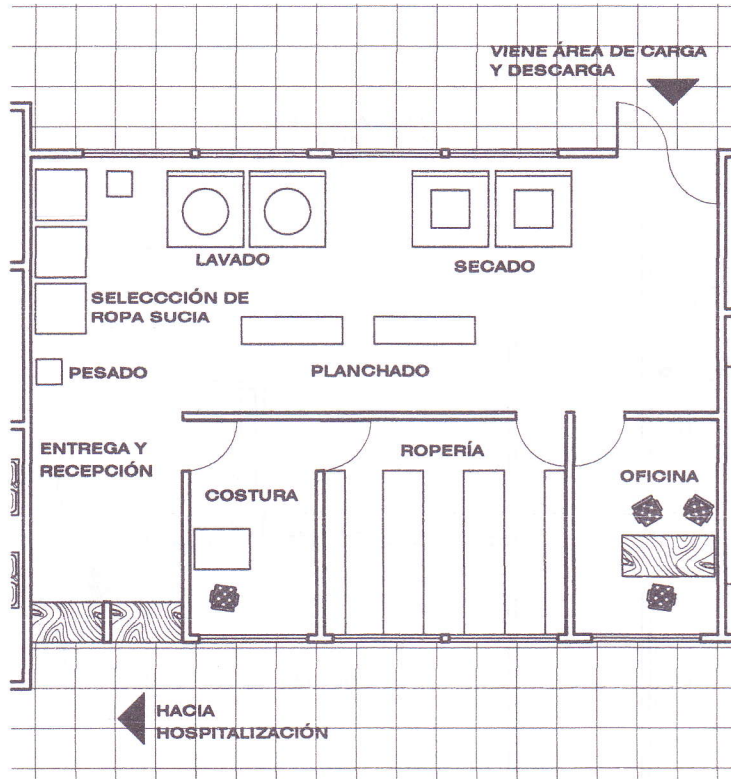 VIENE ÁREA DE CARGA
Y DESCARGA
LAVADO
SECADO
SELECCCIÓN DE
ROPA SUCIA
PESADO
PLANCHADO
ENTREGA Y
RECEPCIÓN
ROPERÍA
COSTURA
OFICINA
HACIA
HOSPITALIZACIÓN